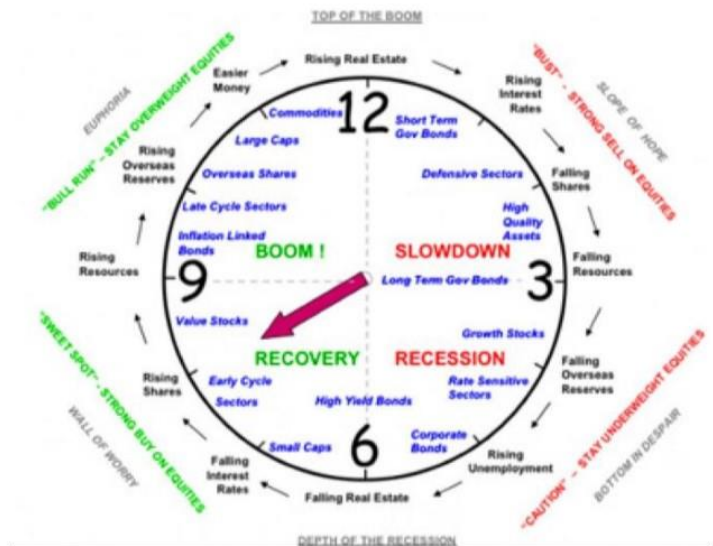 TOP OF THE BOOM
Rising Real Estate
Easier
Money
Rising
Interest
Rates
"BULL RUN" – STAY OVERWEIGHT EQUITIES
EUPHORIA
"BUST" – STRONG SELL ON EQUITIES
SLOPE OF HOPE
Commodities
12
Short Term
Gov Bonds
Large Caps
Rising
Overseas
Reserves
Overseas Shares
Defensive Sectors
Falling
Shares
Late Cycle Sectors
High
Quality
Assets
Inflation Linked
Bonds
BOOM !
SLOWDOWN
Rising
Resources
Falling
Resources
9
Long Term Gov Bonds
3
Value Stocks
Growth Stocks
RECOVERY
RECESSION
Rising
Shares
Early Cycle
Sectors
Rate Sensitive
Sectors
Falling
Overseas
Reserves
High Yield Bonds
"SWEET SPOT" - STRONG BUY ON EQUITIES
WALL OF WORRY
"CAUTION" – STAY UNDERWEIGHT EQUITIES
BOTTOM IN DESPAIR
Small Caps
6
Corporate
Bonds
Falling
Interest
Rates
Rising
Unemployment
Falling Real Estate
DEPTH OF THE RECESSION